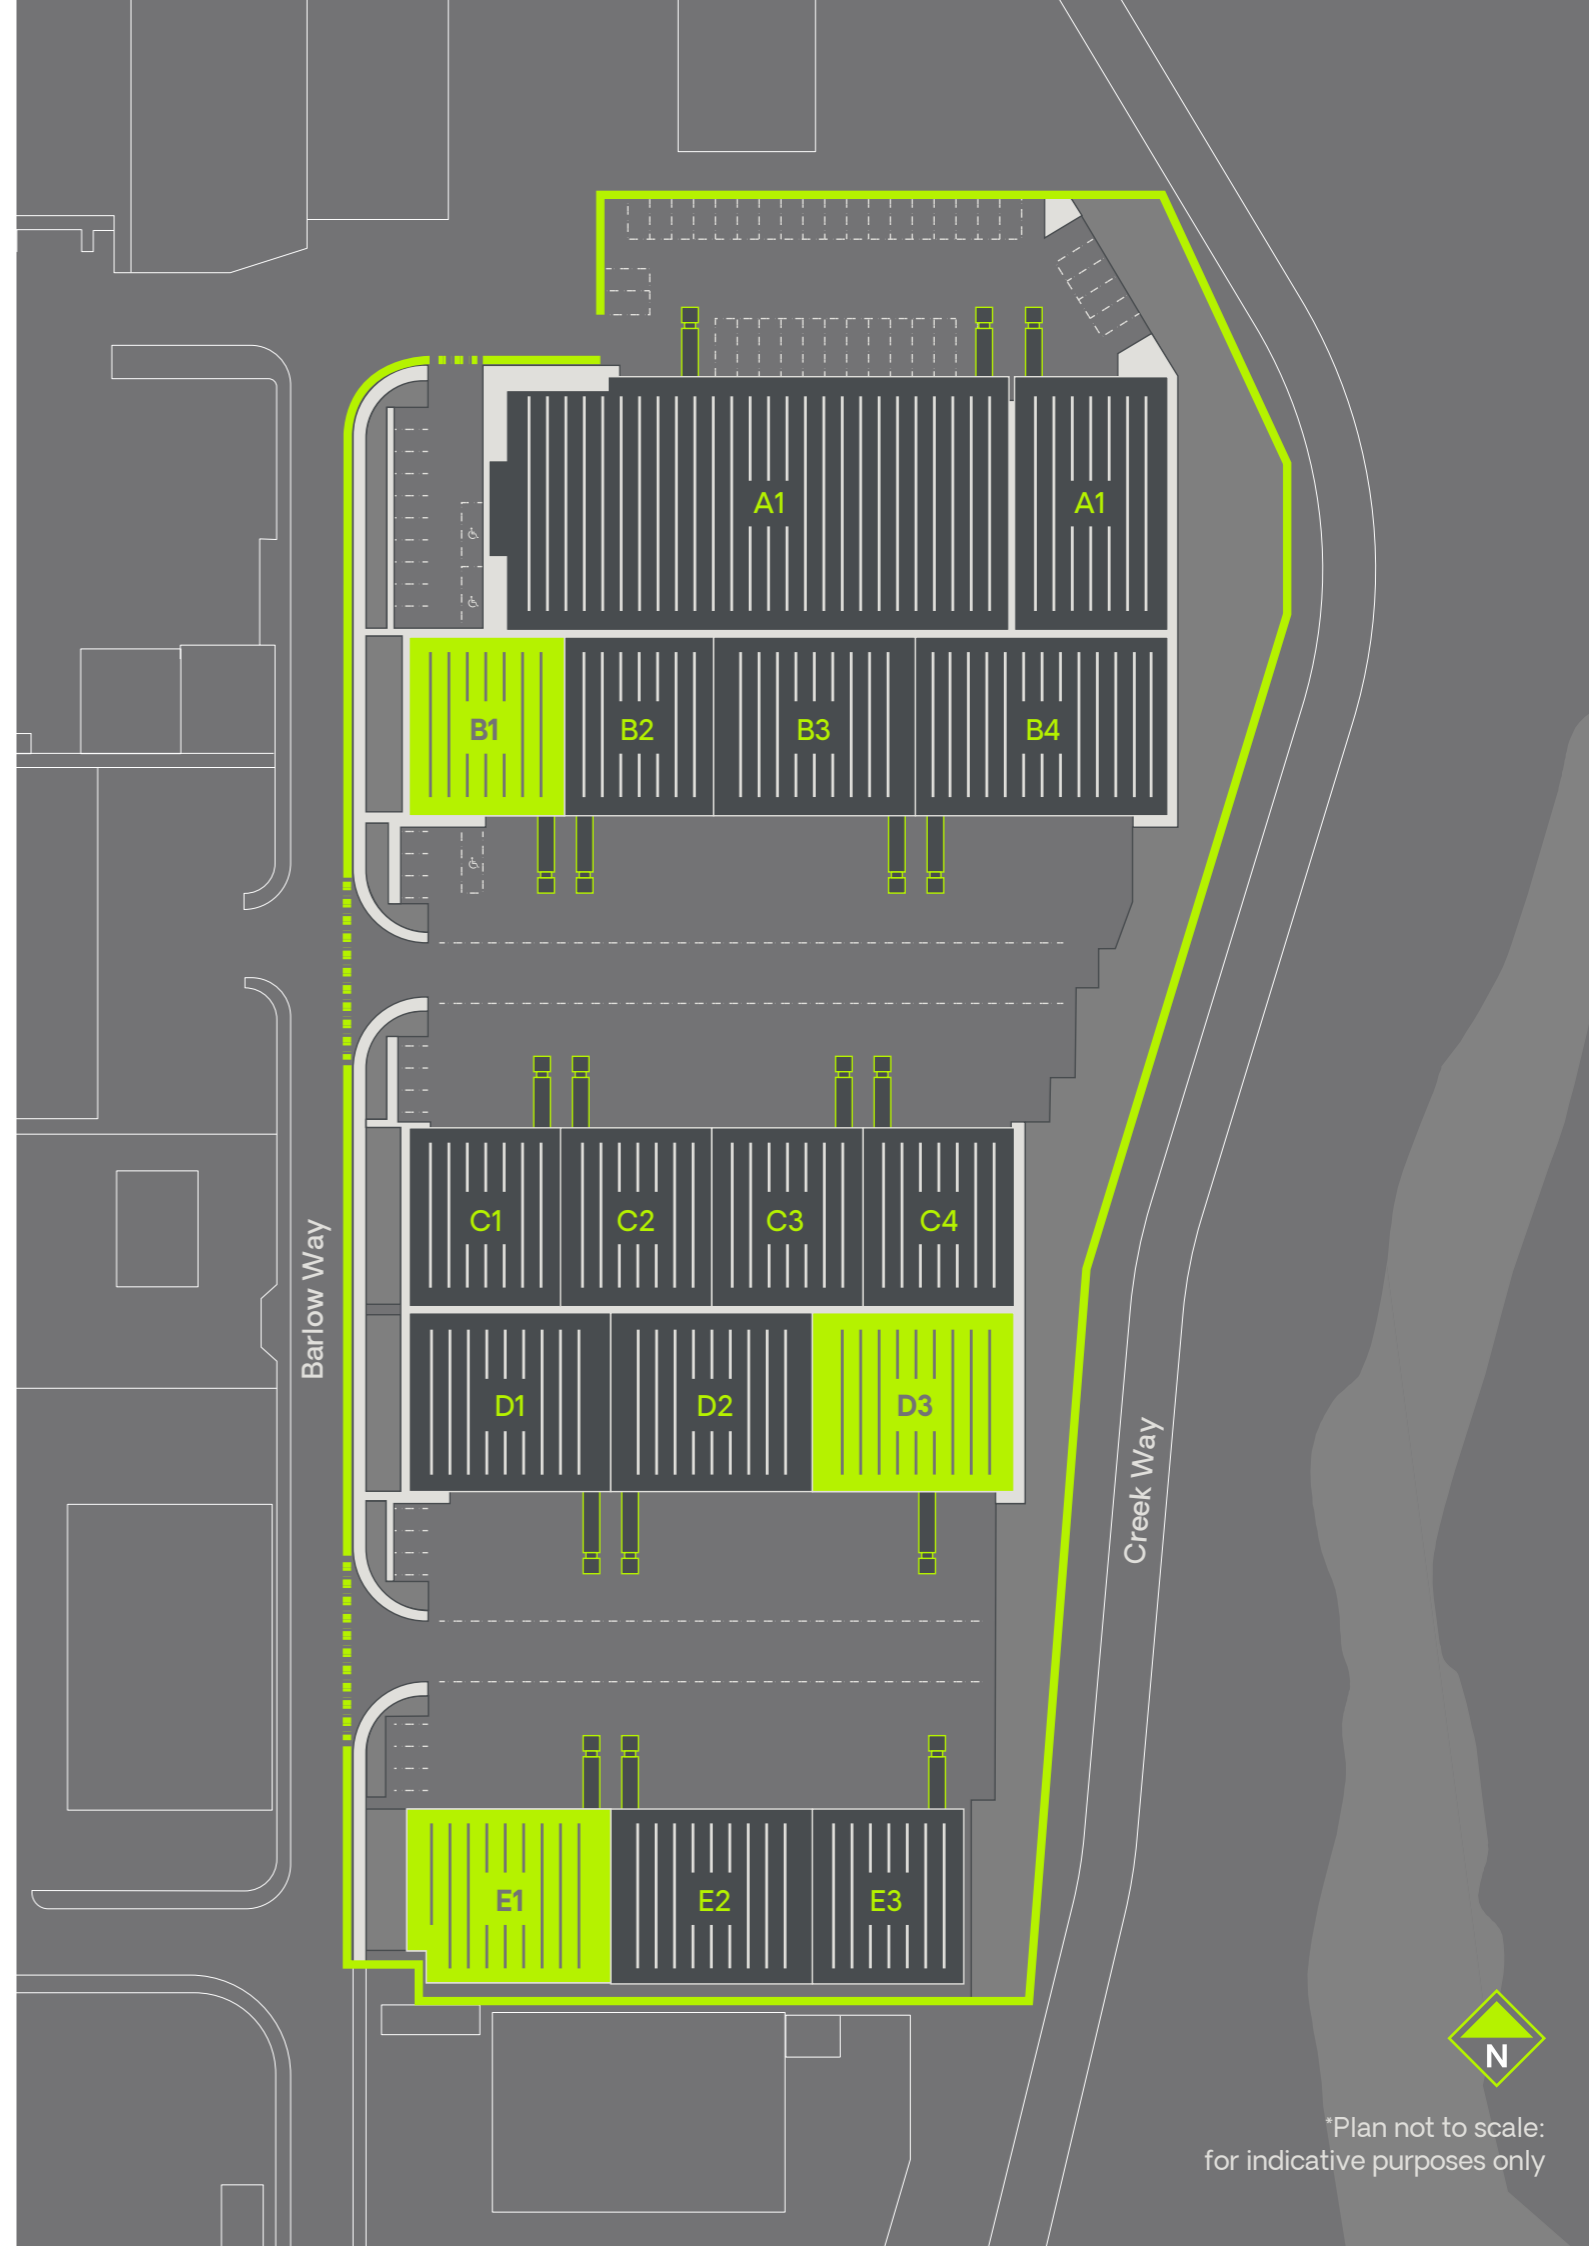 A1
A1
B1
B2
B3
B4
C1
C2
C3
C4
Barlow Way
D1
D2
D3
Creek Way
E1
E2
E3
N
*Plan not to scale:
for indicative purposes only